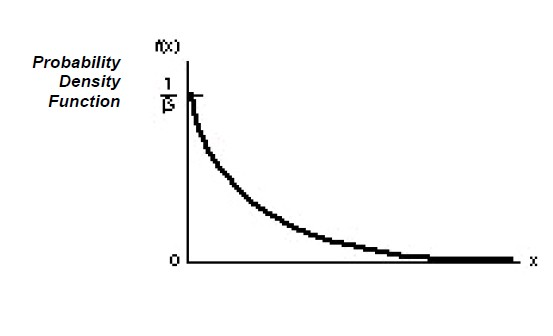 f(x)
Probability
Density
Function
1
β
0
x